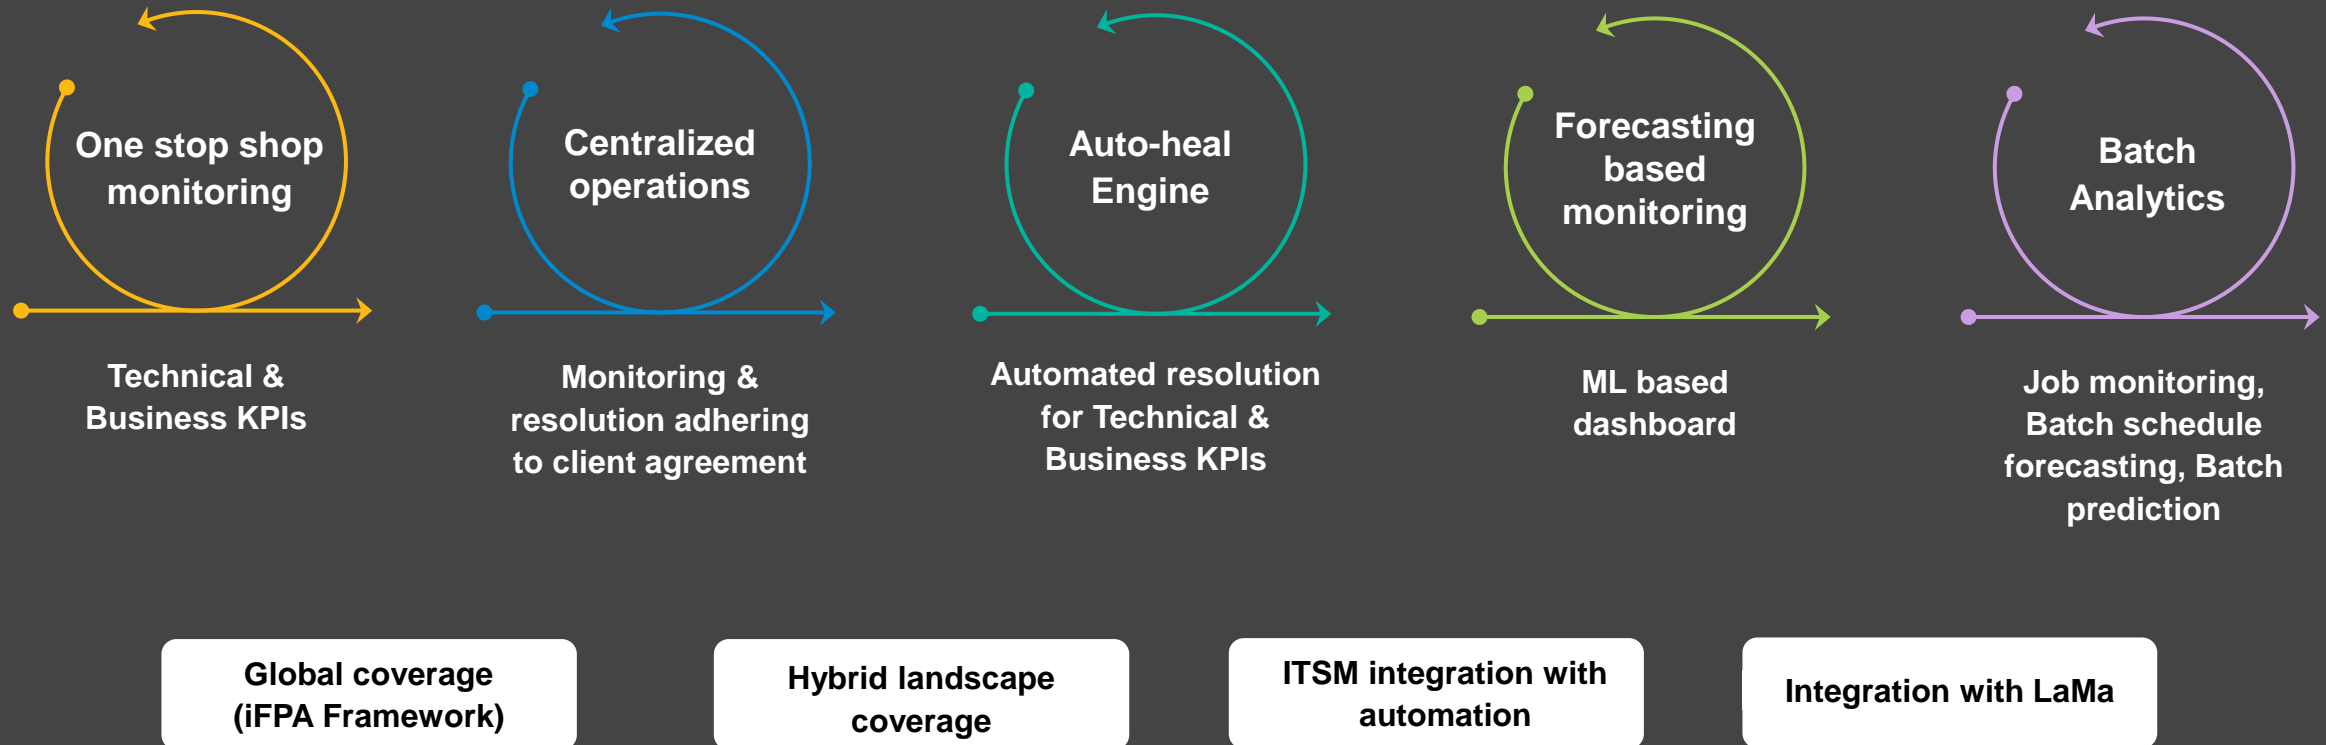 One stop shop
monitoring
Centralized
operations
Auto-heal
Engine
Forecasting
based
monitoring
Batch
Analytics
Technical &
Business KPIs
Monitoring &
resolution adhering
to client agreement
Automated resolution
for Technical &
Business KPIs
ML based
dashboard
Job monitoring,
Batch schedule
forecasting, Batch
prediction
Global coverage
(iFPA Framework)
Hybrid landscape
coverage
ITSM integration with
automation
Integration with LaMa